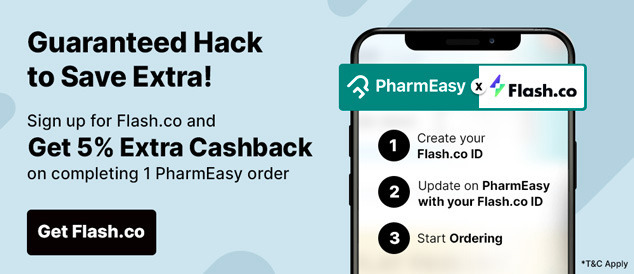 Guaranteed Hack
to Save Extra!
Sign up for Flash.co and
Get 5% Extra Cashback
on completing 1 PharmEasy order
Get Flash.co
PharmEasy x Flash.co
1 Create your
Flash.co ID
2 Update on PharmEasy
with your Flash.co ID
3 Start Ordering
*T&C Apply